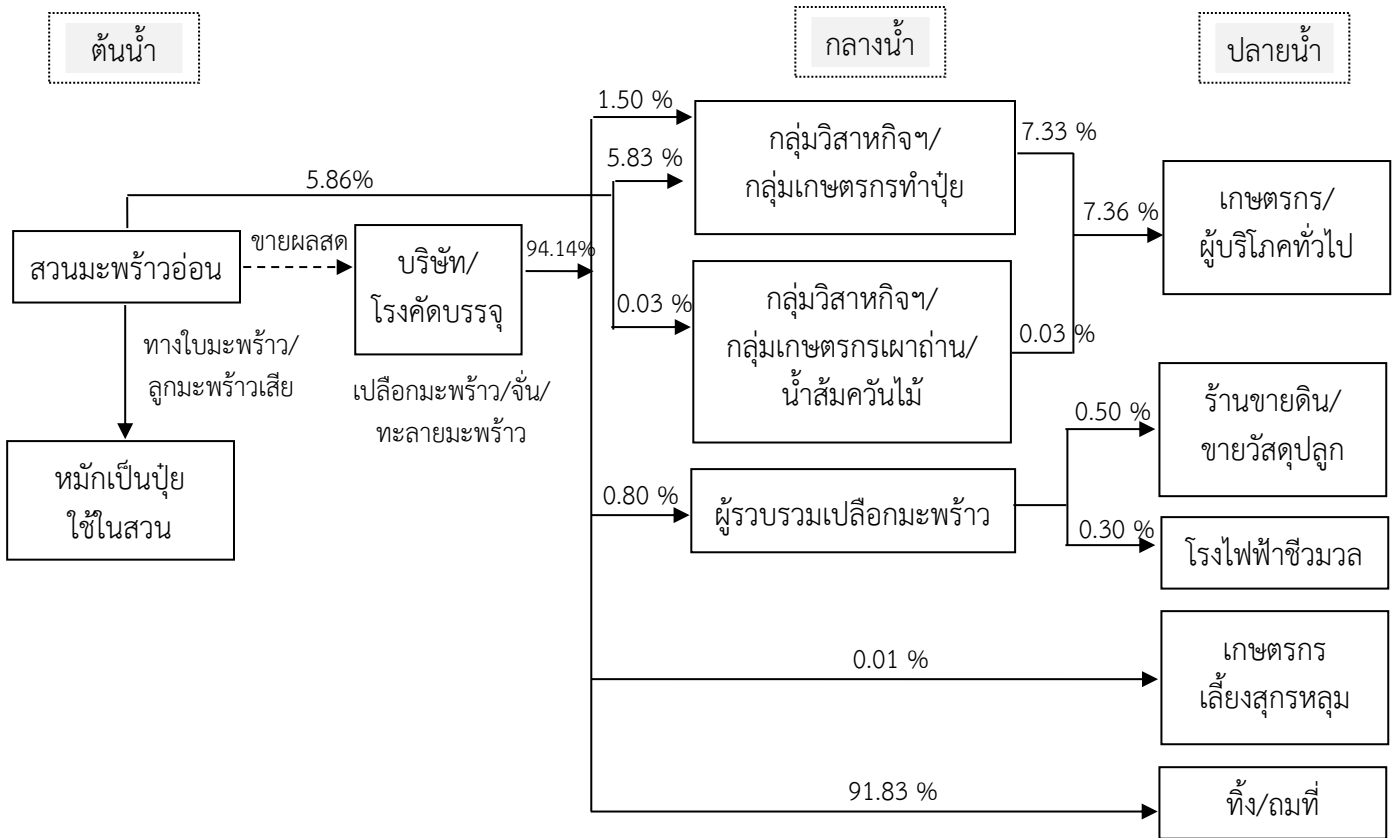 ต้นน้ำ
กลางน้ำ
ปลายน้ำ
1.50 %
กลุ่มวิสาหกิจฯ/
กลุ่มเกษตรกรทำปุ๋ย
7.33 %
5.83 %
5.86%
7.36 %
เกษตรกร/
ผู้บริโภคทั่วไป
สวนมะพร้าวอ่อน
ขายผลสด
บริษัท/
โรงคัดบรรจุ
94.14%
0.03 %
กลุ่มวิสาหกิจฯ/
กลุ่มเกษตรกรเผาถ่าน/
น้ำส้มควันไม้
0.03 %
ทางใบมะพร้าว/
ลูกมะพร้าวเสีย
เปลือกมะพร้าว/จั่น/
ทะลายมะพร้าว
หมักเป็นปุ๋ย
ใช้ในสวน
0.80 %
ผู้รวบรวมเปลือกมะพร้าว
0.50 %
ร้านขายดิน/
ขายวัสดุปลูก
0.30 %
โรงไฟฟ้าชีวมวล
0.01 %
เกษตรกร
เลี้ยงสุกรหลุม
91.83 %
ทิ้ง/ถมที่